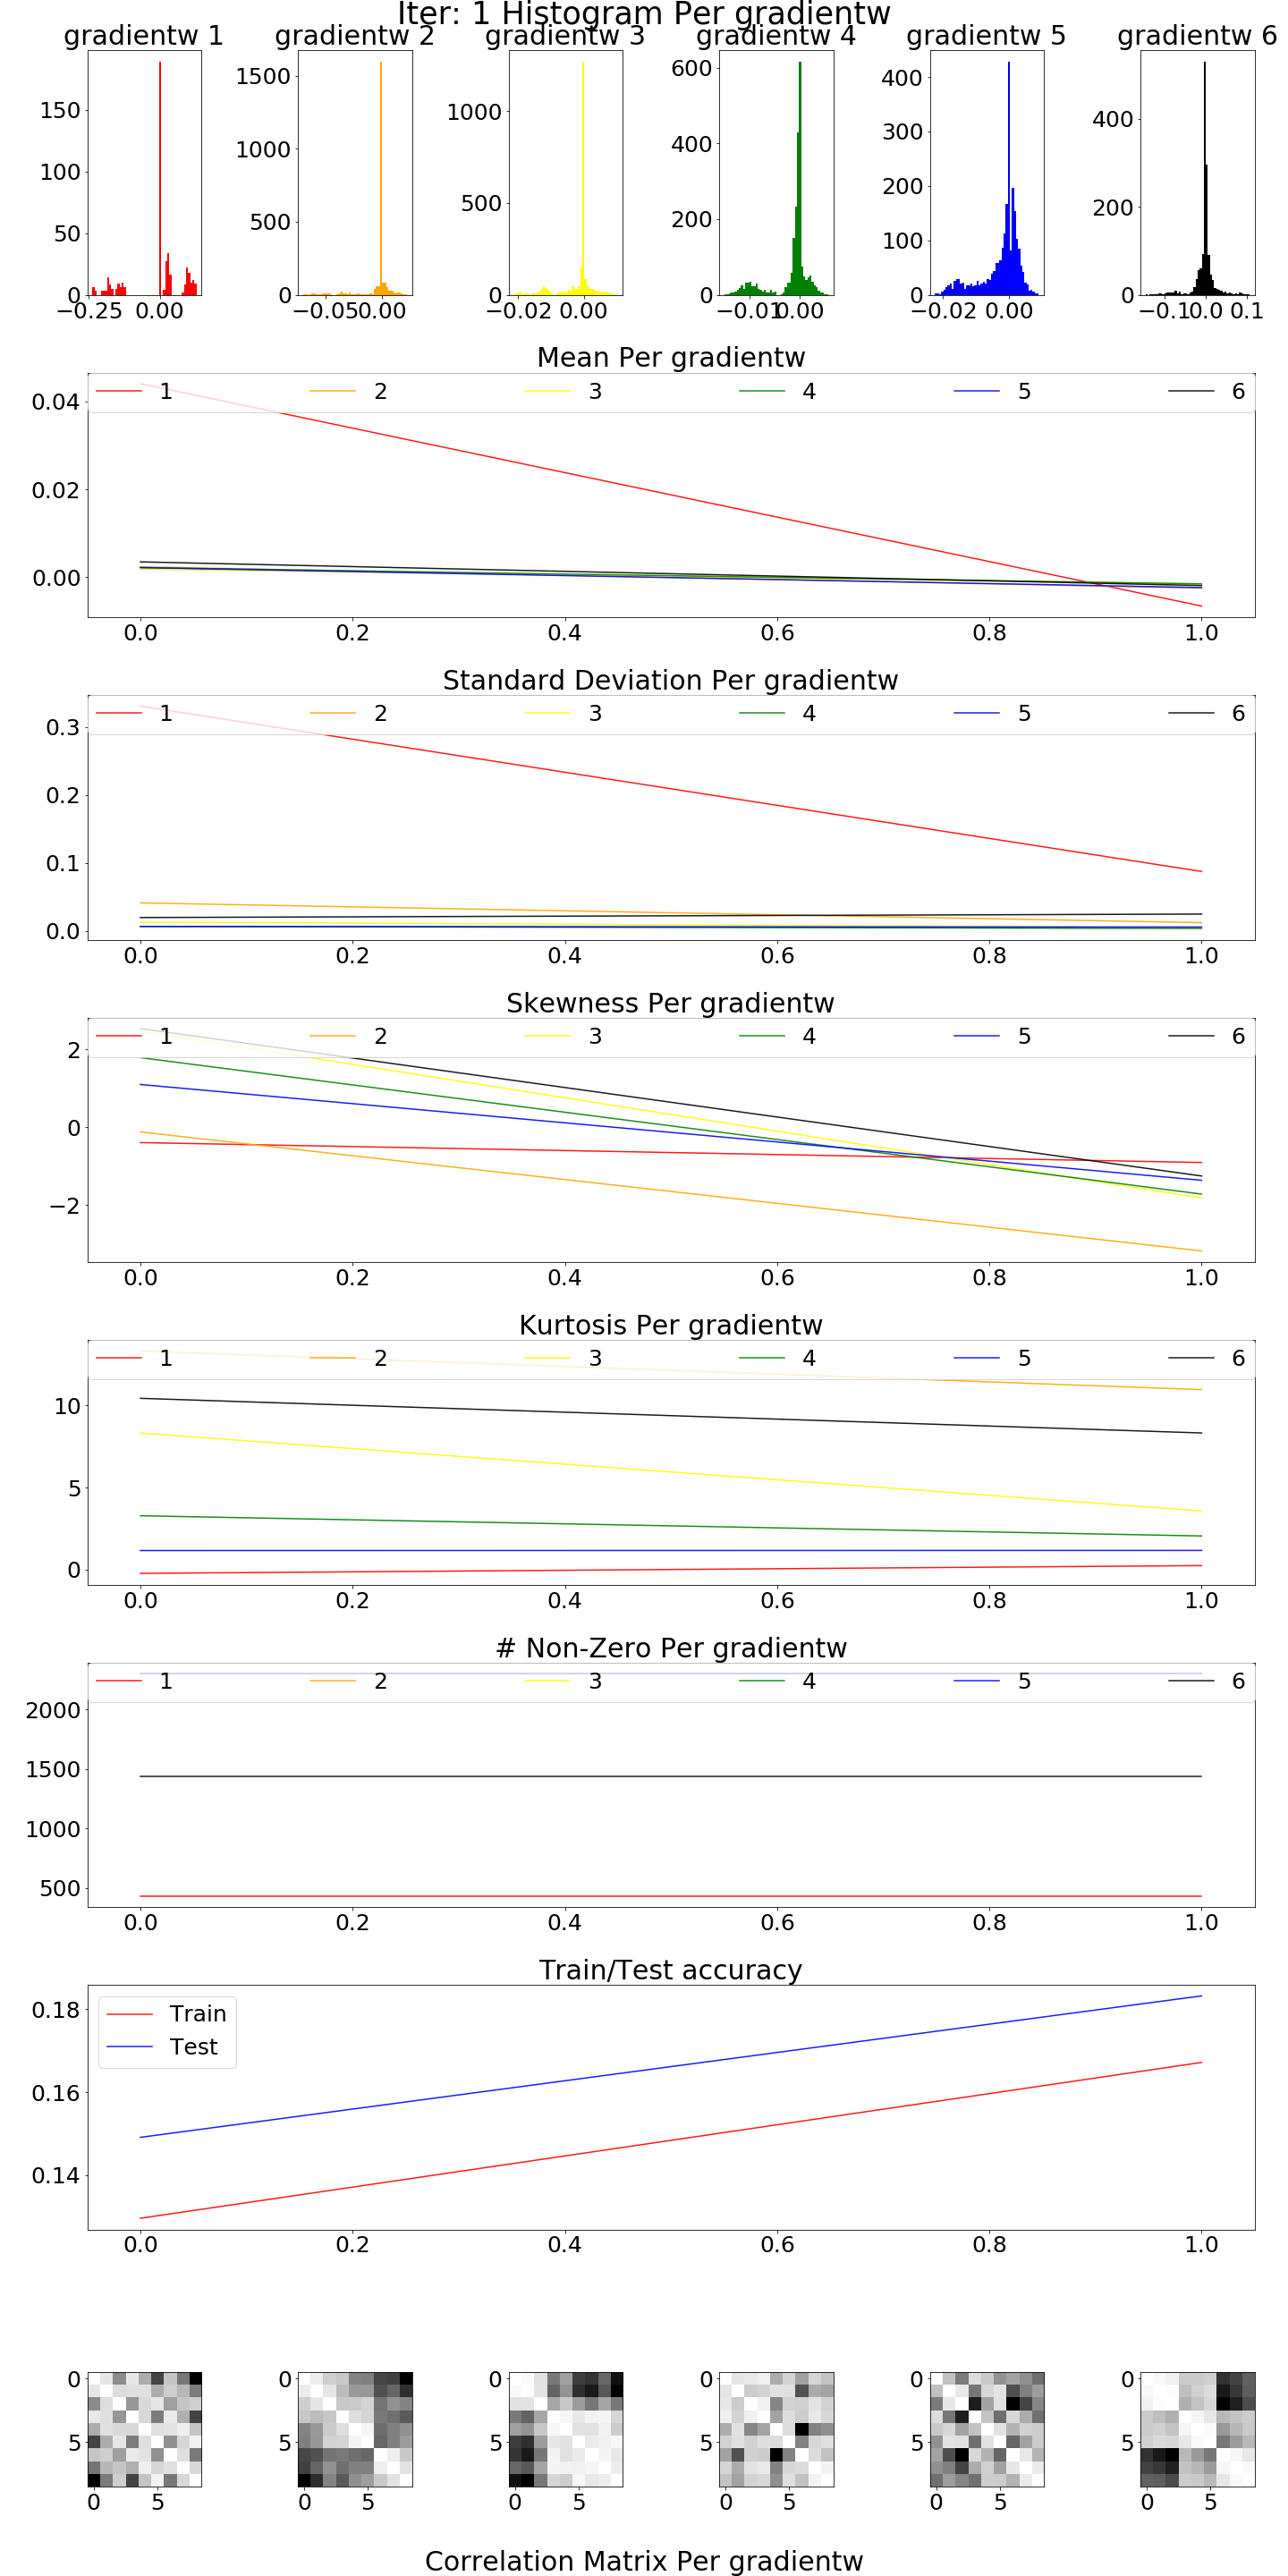 Iter: 1 Histogram Per gradientw
gradientw 1 gradientw 2 gradientw 3 gradientw 4 gradientw 5 gradientw 6
150
100
50
0
−0.25 0.00
1500
1000
500
0
−0.05 0.00
1000
500
0
−0.02 0.00
600
400
200
0
−0.01 0.00
400
300
200
100
0
−0.02 0.00
400
200
0
−0.1 0.0 0.1
Mean Per gradientw
1 2 3 4 5 6
0.04
0.02
0.00
0.0 0.2 0.4 0.6 0.8 1.0
Standard Deviation Per gradientw
1 2 3 4 5 6
0.3
0.2
0.1
0.0
0.0 0.2 0.4 0.6 0.8 1.0
Skewness Per gradientw
1 2 3 4 5 6
2
0
−2
0.0 0.2 0.4 0.6 0.8 1.0
Kurtosis Per gradientw
1 2 3 4 5 6
10
5
0
0.0 0.2 0.4 0.6 0.8 1.0
# Non-Zero Per gradientw
1 2 3 4 5 6
2000
1500
1000
500
0.0 0.2 0.4 0.6 0.8 1.0
Train/Test accuracy
Train
Test
0.18
0.16
0.14
0.0 0.2 0.4 0.6 0.8 1.0
0 0 0 0 0 0
5 5 5 5 5 5
0 5 0 5 0 5 0 5 0 5 0 5
Correlation Matrix Per gradientw